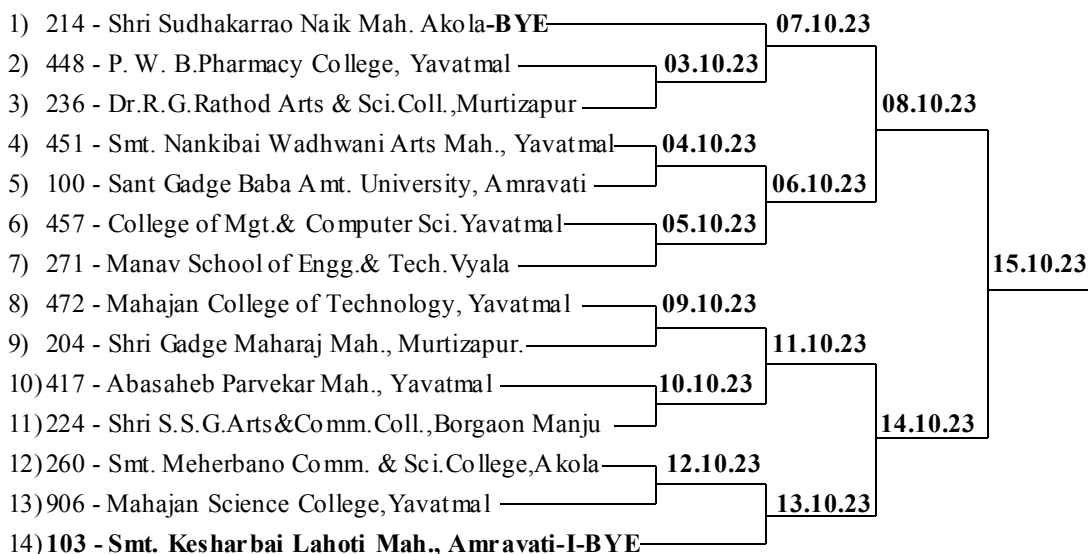 1) 214 - Shri Sudhakarrao Naik Mah. Akola-BYE 07.10.23
2) 448 - P. W. B.Pharmacy College, Yavatmal 03.10.23
3) 236 - Dr.R.G.Rathod Arts & Sci.Coll.,Murtizapur 08.10.23
4) 451 - Smt. Nankibai Wadhwani Arts Mah., Yavatmal 04.10.23
5) 100 - Sant Gadge Baba Amt. University, Amravati 06.10.23
6) 457 - College of Mgt.& Computer Sci.Yavatmal 05.10.23
7) 271 - Manav School of Engg.& Tech.Vyala 15.10.23
8) 472 - Mahajan College of Technology, Yavatmal 09.10.23
9) 204 - Shri Gadge Maharaj Mah., Murtizapur. 11.10.23
10) 417 - Abasaheb Parvekar Mah., Yavatmal 10.10.23
11) 224 - Shri S.S.G.Arts&Comm.Coll.,Borgaon Manju 14.10.23
12) 260 - Smt. Meherbano Comm. & Sci.College,Akola 12.10.23
13) 906 - Mahajan Science College,Yavatmal 13.10.23
14) 103 - Smt. Kesharbai Lahoti Mah., Amravati-I-BYE